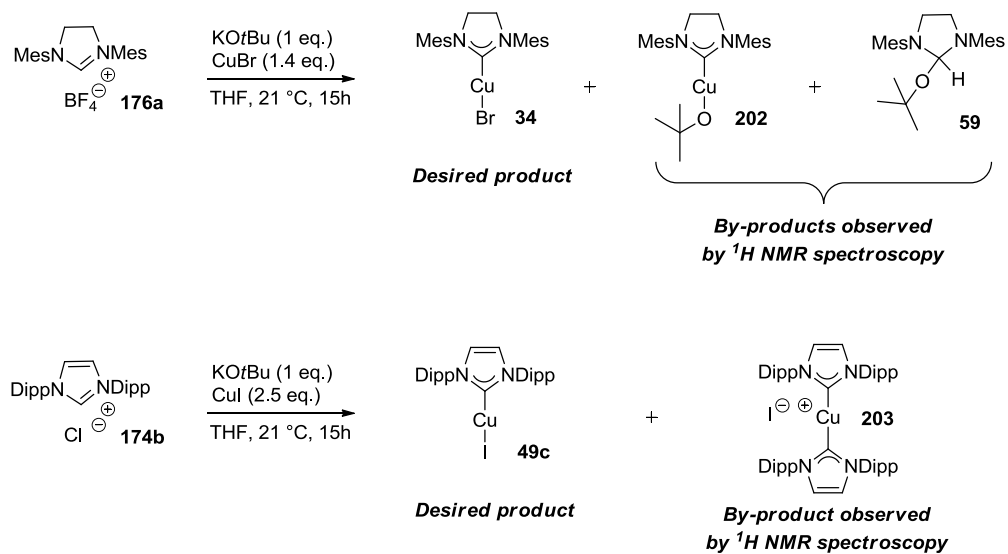 Mes N NMes
BF4 ⊖ ⊕ 176a
KOtBu (1 eq.)
CuBr (1.4 eq.)
THF, 21 °C, 15h
MesN NMes
Cu
Br 34
Desired product
+
MesN NMes
Cu
O 202
+
MesN NMes
O H
59
By-products observed
by 1H NMR spectroscopy
DippN NDipp
Cl ⊖ ⊕ 174b
KOtBu (1 eq.)
CuI (2.5 eq.)
THF, 21 °C, 15h
DippN NDipp
Cu
I 49c
Desired product
+
DippN NDipp
I ⊖ ⊕ Cu 203
DippN NDipp
By-product observed
by 1H NMR spectroscopy